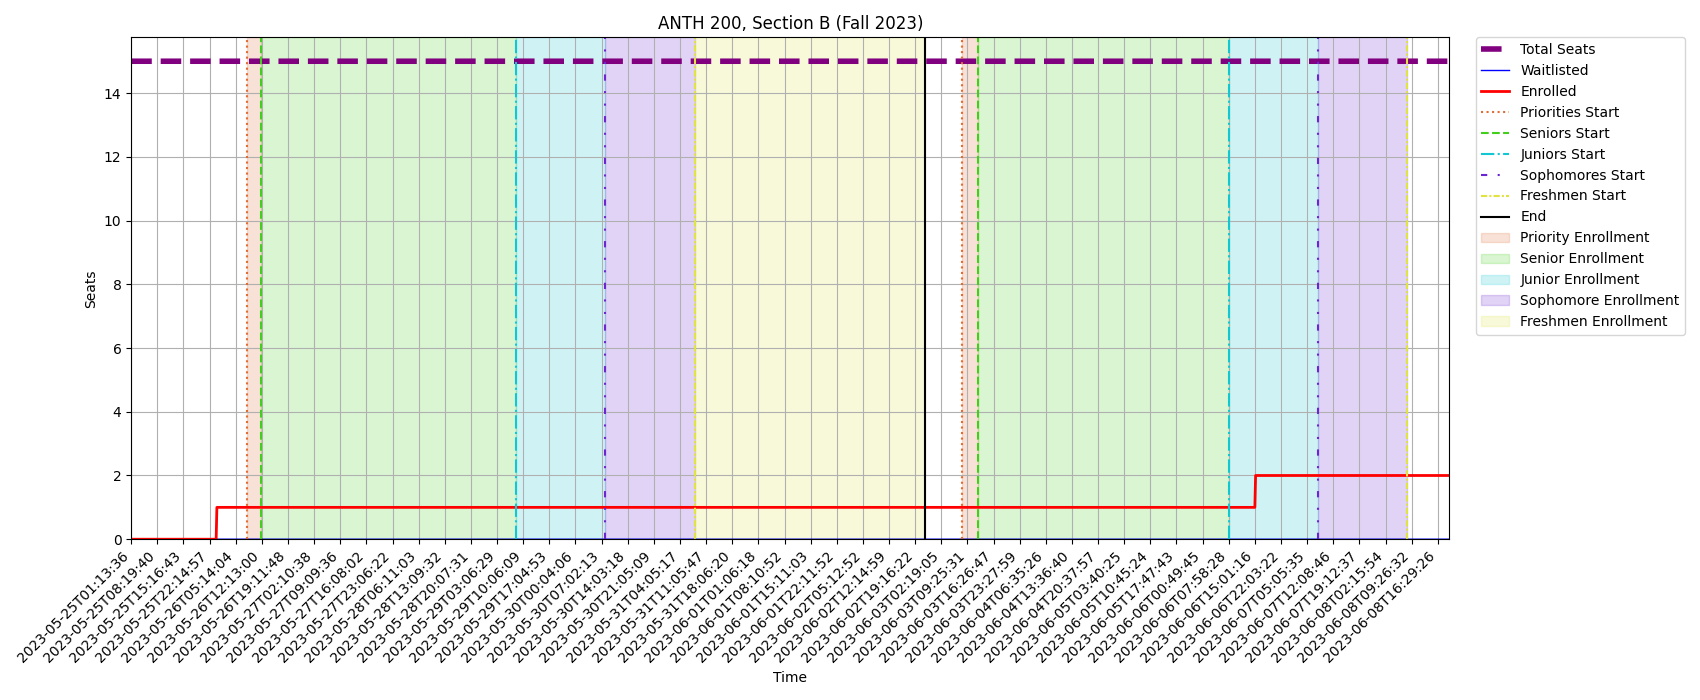 ANTH 200, Section B (Fall 2023)
Seats
14
12
10
8
6
4
2
0
2023-05-25T01:13:36
2023-05-25T08:19:40
2023-05-25T15:16:43
2023-05-25T22:14:57
2023-05-26T05:14:04
2023-05-26T12:13:00
2023-05-26T19:11:48
2023-05-27T02:10:38
2023-05-27T09:09:36
2023-05-27T16:08:02
2023-05-27T23:06:22
2023-05-28T06:11:03
2023-05-28T13:09:32
2023-05-28T20:07:31
2023-05-29T03:06:29
2023-05-29T10:06:09
2023-05-29T17:04:53
2023-05-30T00:04:06
2023-05-30T07:02:13
2023-05-30T14:03:18
2023-05-30T21:05:09
2023-05-31T04:05:17
2023-05-31T11:05:47
2023-05-31T18:06:20
2023-06-01T01:06:18
2023-06-01T08:10:52
2023-06-01T15:11:03
2023-06-01T22:11:52
2023-06-02T05:12:52
2023-06-02T12:14:59
2023-06-02T19:16:22
2023-06-03T02:19:05
2023-06-03T09:25:31
2023-06-03T16:26:47
2023-06-03T23:27:59
2023-06-04T06:35:26
2023-06-04T13:36:40
2023-06-04T20:37:57
2023-06-05T03:40:25
2023-06-05T10:45:24
2023-06-05T17:47:43
2023-06-06T00:49:45
2023-06-06T07:58:28
2023-06-06T15:01:16
2023-06-06T22:03:22
2023-06-07T05:05:35
2023-06-07T12:08:46
2023-06-07T19:12:37
2023-06-08T02:15:54
2023-06-08T09:26:32
2023-06-08T16:29:26
Time
Total Seats
Waitlisted
Enrolled
Priorities Start
Seniors Start
Juniors Start
Sophomores Start
Freshmen Start
End
Priority Enrollment
Senior Enrollment
Junior Enrollment
Sophomore Enrollment
Freshmen Enrollment